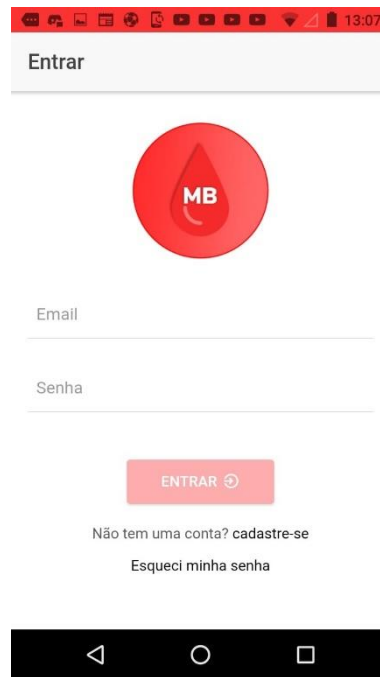 13:07
Entrar
MB
Email
Senha
ENTRAR
Não tem uma conta? cadastre-se
Esqueci minha senha